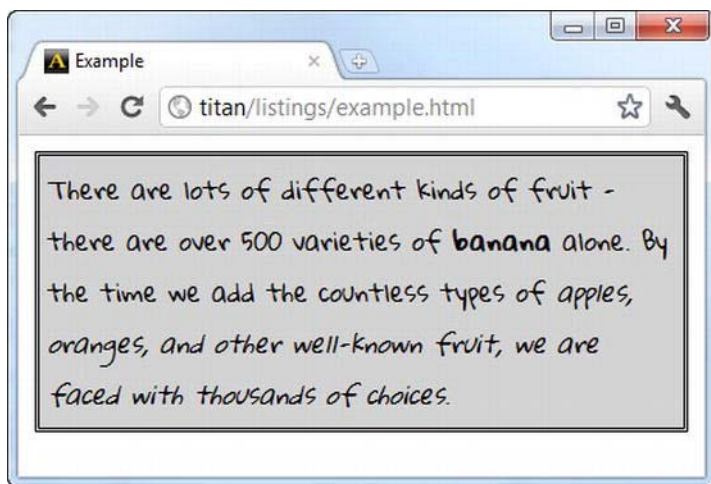 Example
titan/listings/example.html
There are lots of different kinds of fruit -
there are over 500 varieties of banana alone. By
the time we add the countless types of apples,
oranges, and other well-known fruit, we are
faced with thousands of choices.